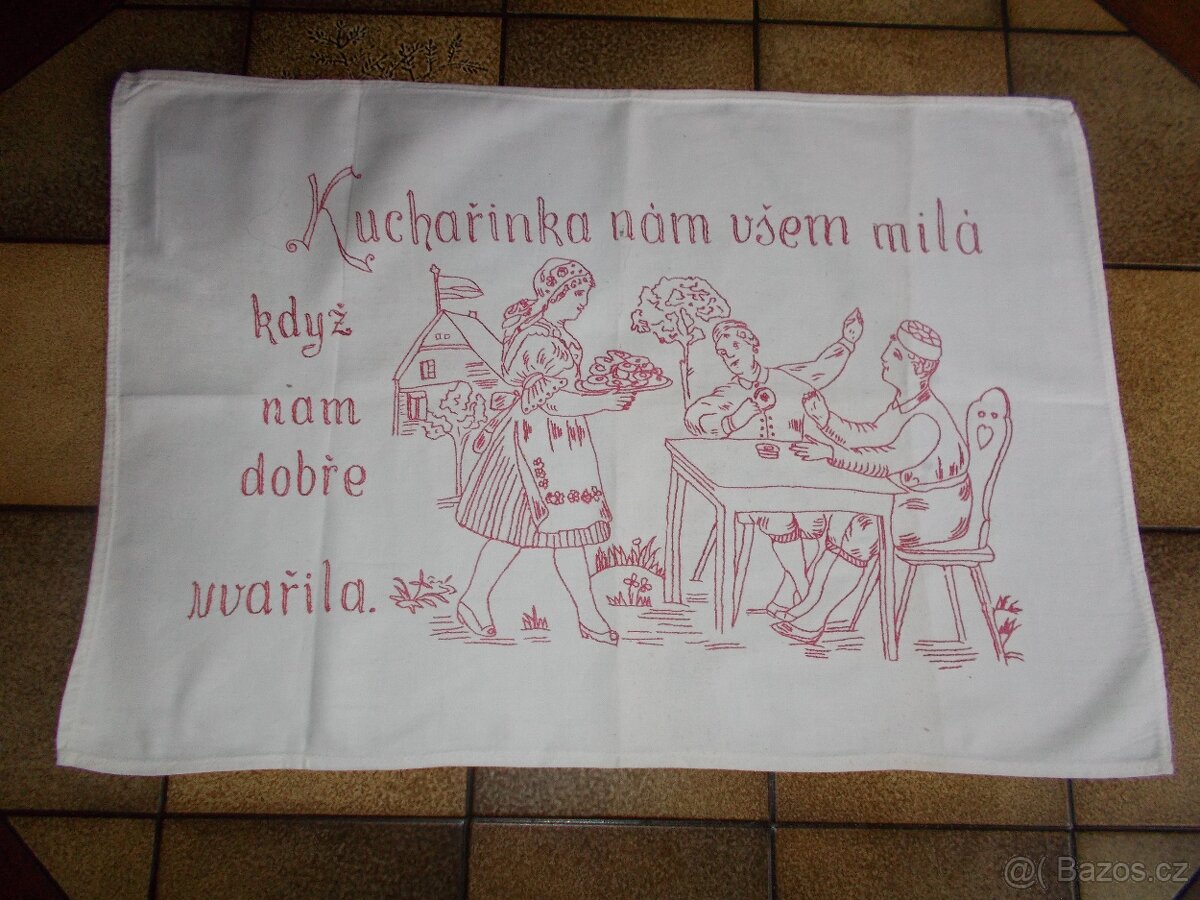 Kuchařinka nám všem milá
když
nám
dobře
uvařila.
@( Bazos.cz